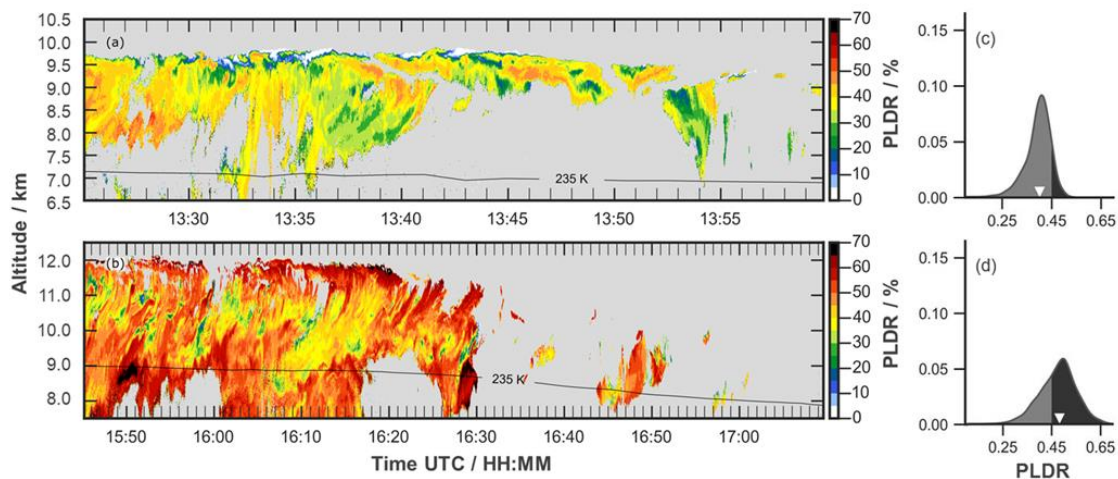 (a)
10.5
10.0
9.5
9.0
8.5
8.0
7.5
7.0
6.5
235 K
13:30 13:35 13:40 13:45 13:50 13:55
70
60
50
40
30
20
10
0
PLDR / %
(c)
0.15
0.10
0.05
0.00
0.25 0.45 0.65
Altitude / km
(b)
12.0
11.0
10.0
9.0
8.0
235 K
15:50 16:00 16:10 16:20 16:30 16:40 16:50 17:00
Time UTC / HH:MM
70
60
50
40
30
20
10
0
PLDR / %
(d)
0.15
0.10
0.05
0.00
0.25 0.45 0.65
PLDR